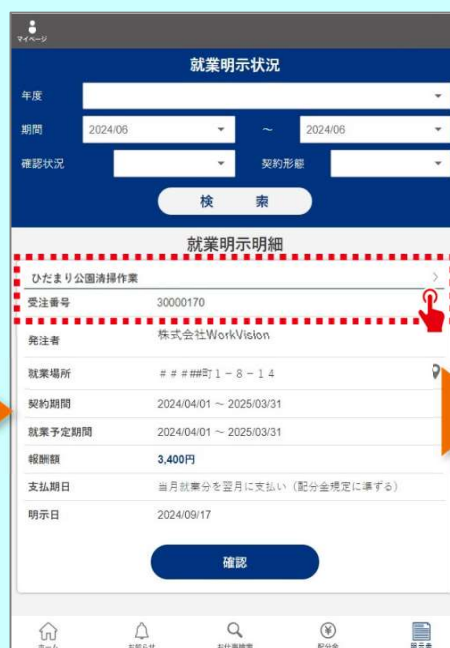 マイページ
就業明示状況
年度
期間 2024/06 ～ 2024/06
確認状況 契約形態
検 索
就業明示明細
ひだまり公園清掃作業
受注番号 30000170
発注者 株式会社WorkVision
就業場所 ＃＃###町１－８－１４
契約期間 2024/04/01 ～ 2025/03/31
就業予定期間 2024/04/01 ～ 2025/03/31
報酬額 3,400円
支払期日 当月就業分を翌月に支払い（配分金規定に準ずる）
明示日 2024/09/17
確認
ホーム お知らせ お仕事検索 配分金 明示書